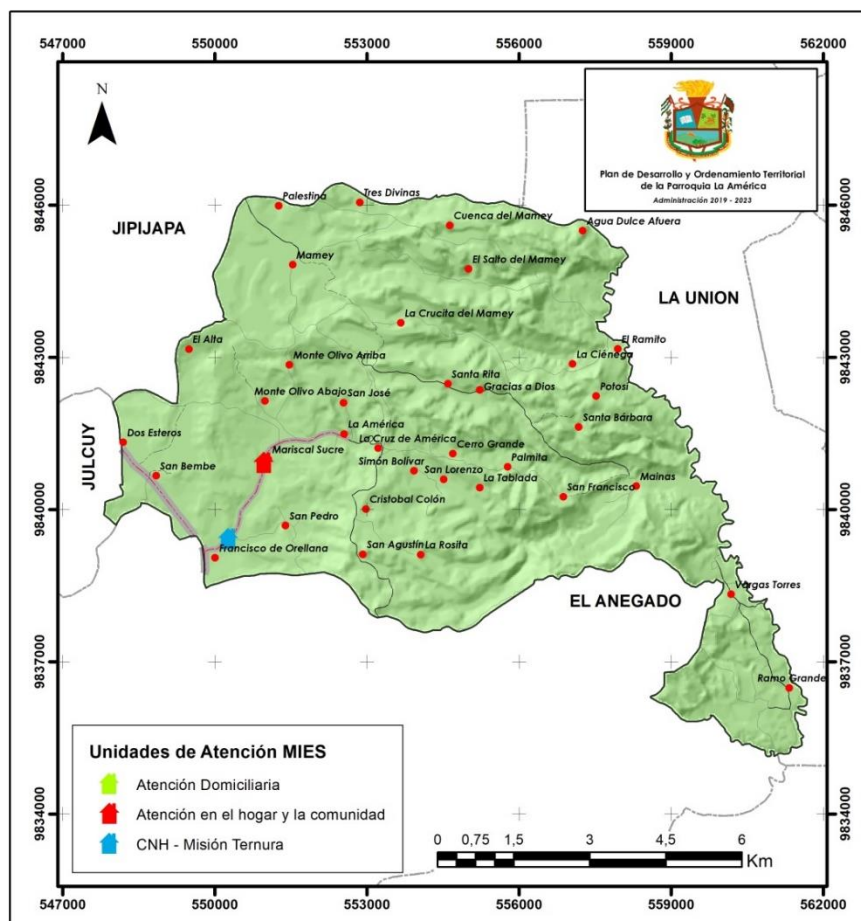 547000 550000 553000 556000 559000 562000
N
Plan de Desarrollo y Ordenamiento Territorial
de la Parroquia La América
Administración 2019 - 2023
9846000 9846000
Palestina
Tres Divinas
Cuenca del Mamey
Agua Dulce Afuera
JIPIJAPA
Mamey
El Salto del Mamey
LA UNION
La Crucita del Mamey
9843000 9843000
El Alta
El Ramito
Monte Olivo Arriba
La Ciénega
Santa Rita
Gracias a Dios
Potosí
Monte Olivo Abajo
San José
Santa Bárbara
La América
Dos Esteros
La Cruz de América
JULCUY
Mariscal Sucre
Cerro Grande
San Bembe
Simón Bolívar
Palmita
San Lorenzo
La Tablada
Mainas
San Francisco
9840000 9840000
Cristobal Colón
San Pedro
Francisco de Orellana
San Agustín
La Rosita
EL ANEGADO
Vargas Torres
9837000 9837000
Ramo Grande
Unidades de Atención MIES
Atención Domiciliaria
Atención en el hogar y la comunidad
CNH - Misión Ternura
9834000 9834000
0 0,75 1,5 3 4,5 6
Km
547000 550000 553000 556000 559000 562000